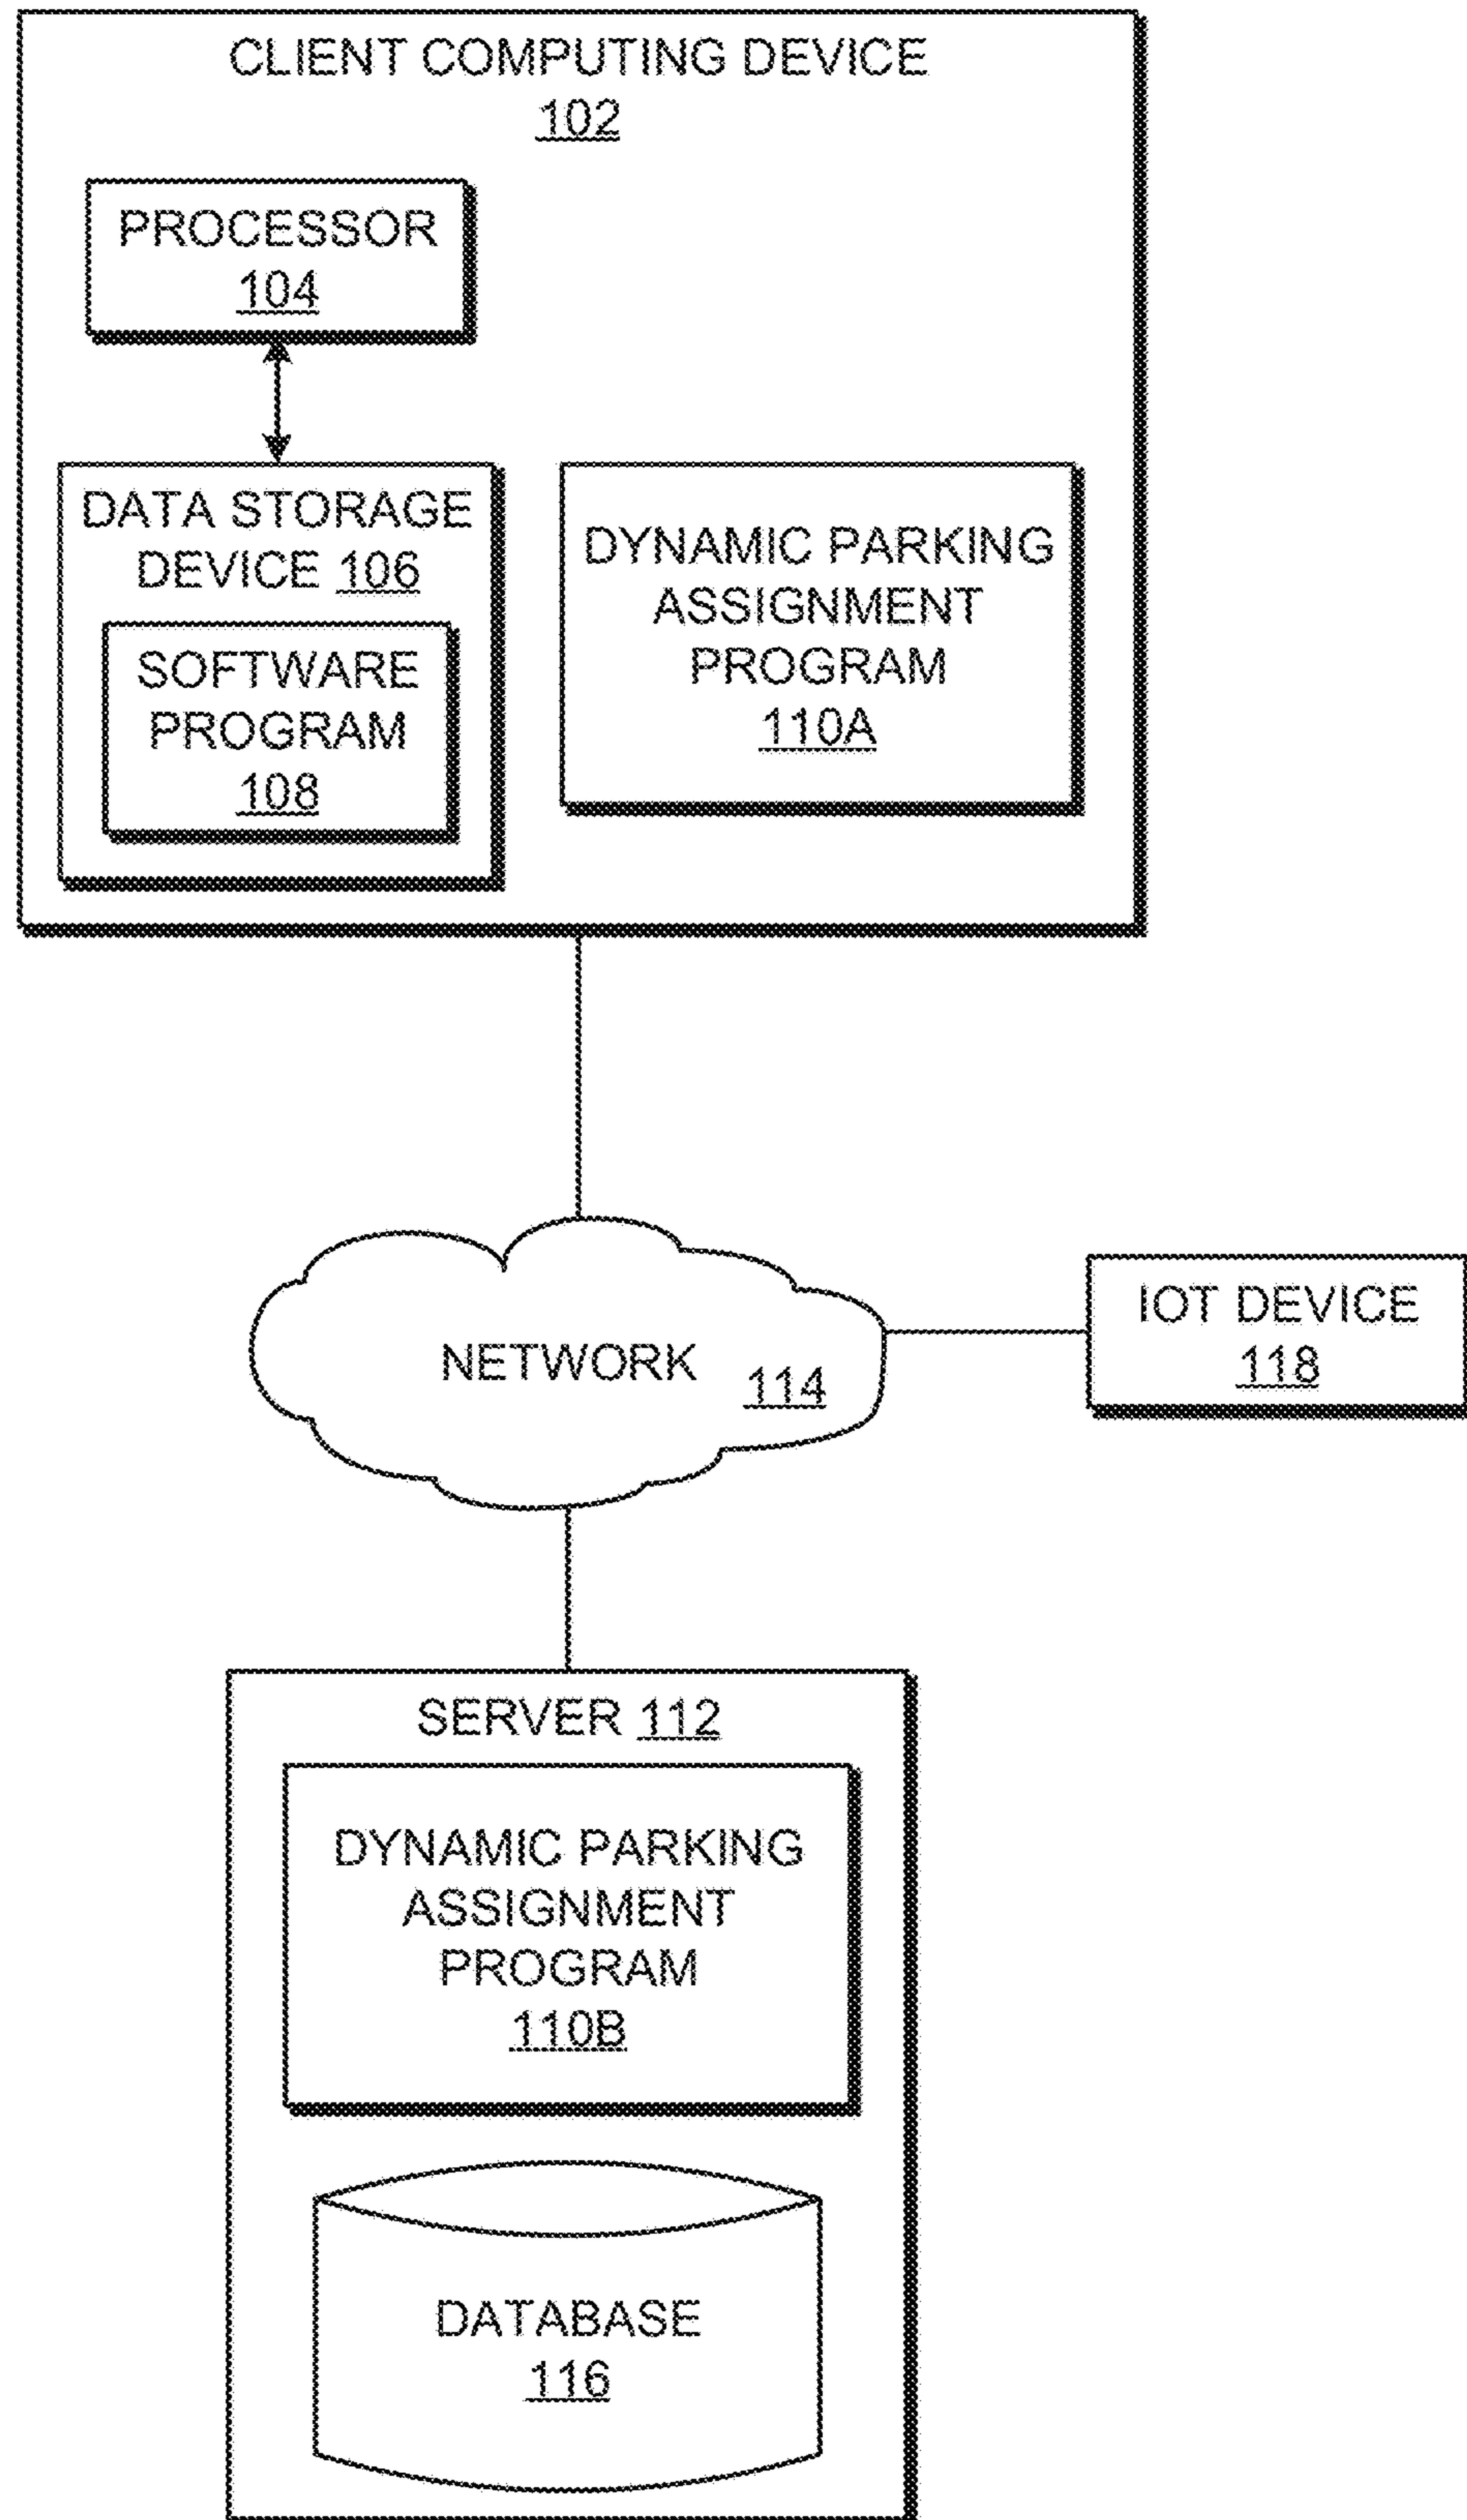 CLIENT COMPUTING DEVICE
102
PROCESSOR
104
DATA STORAGE
DEVICE 106
SOFTWARE
PROGRAM
108
DYNAMIC PARKING
ASSIGNMENT
PROGRAM
110A
NETWORK 114
IOT DEVICE
118
SERVER 112
DYNAMIC PARKING
ASSIGNMENT
PROGRAM
110B
DATABASE
116